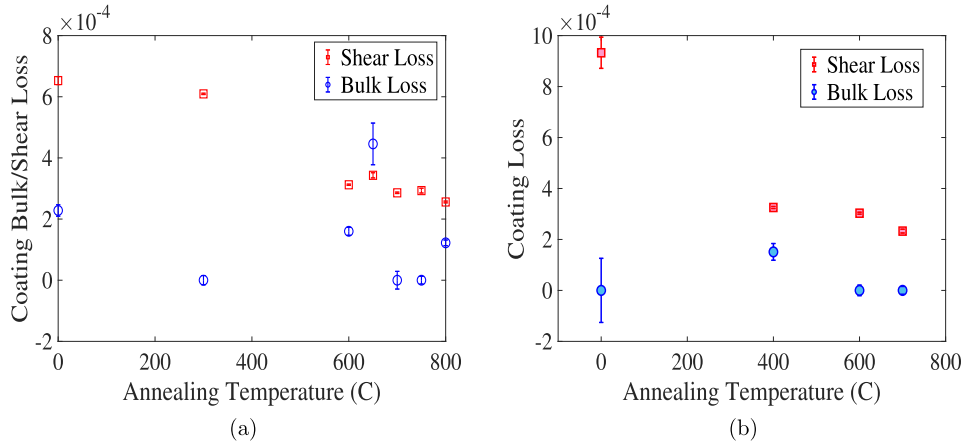 ×10⁻⁴
8
6
4
2
0
-2
Coating Bulk/Shear Loss
Shear Loss
Bulk Loss
0 200 400 600 800
Annealing Temperature (C)
(a)
×10⁻⁴
10
8
6
4
2
0
-2
Coating Loss
Shear Loss
Bulk Loss
0 200 400 600 800
Annealing Temperature (C)
(b)